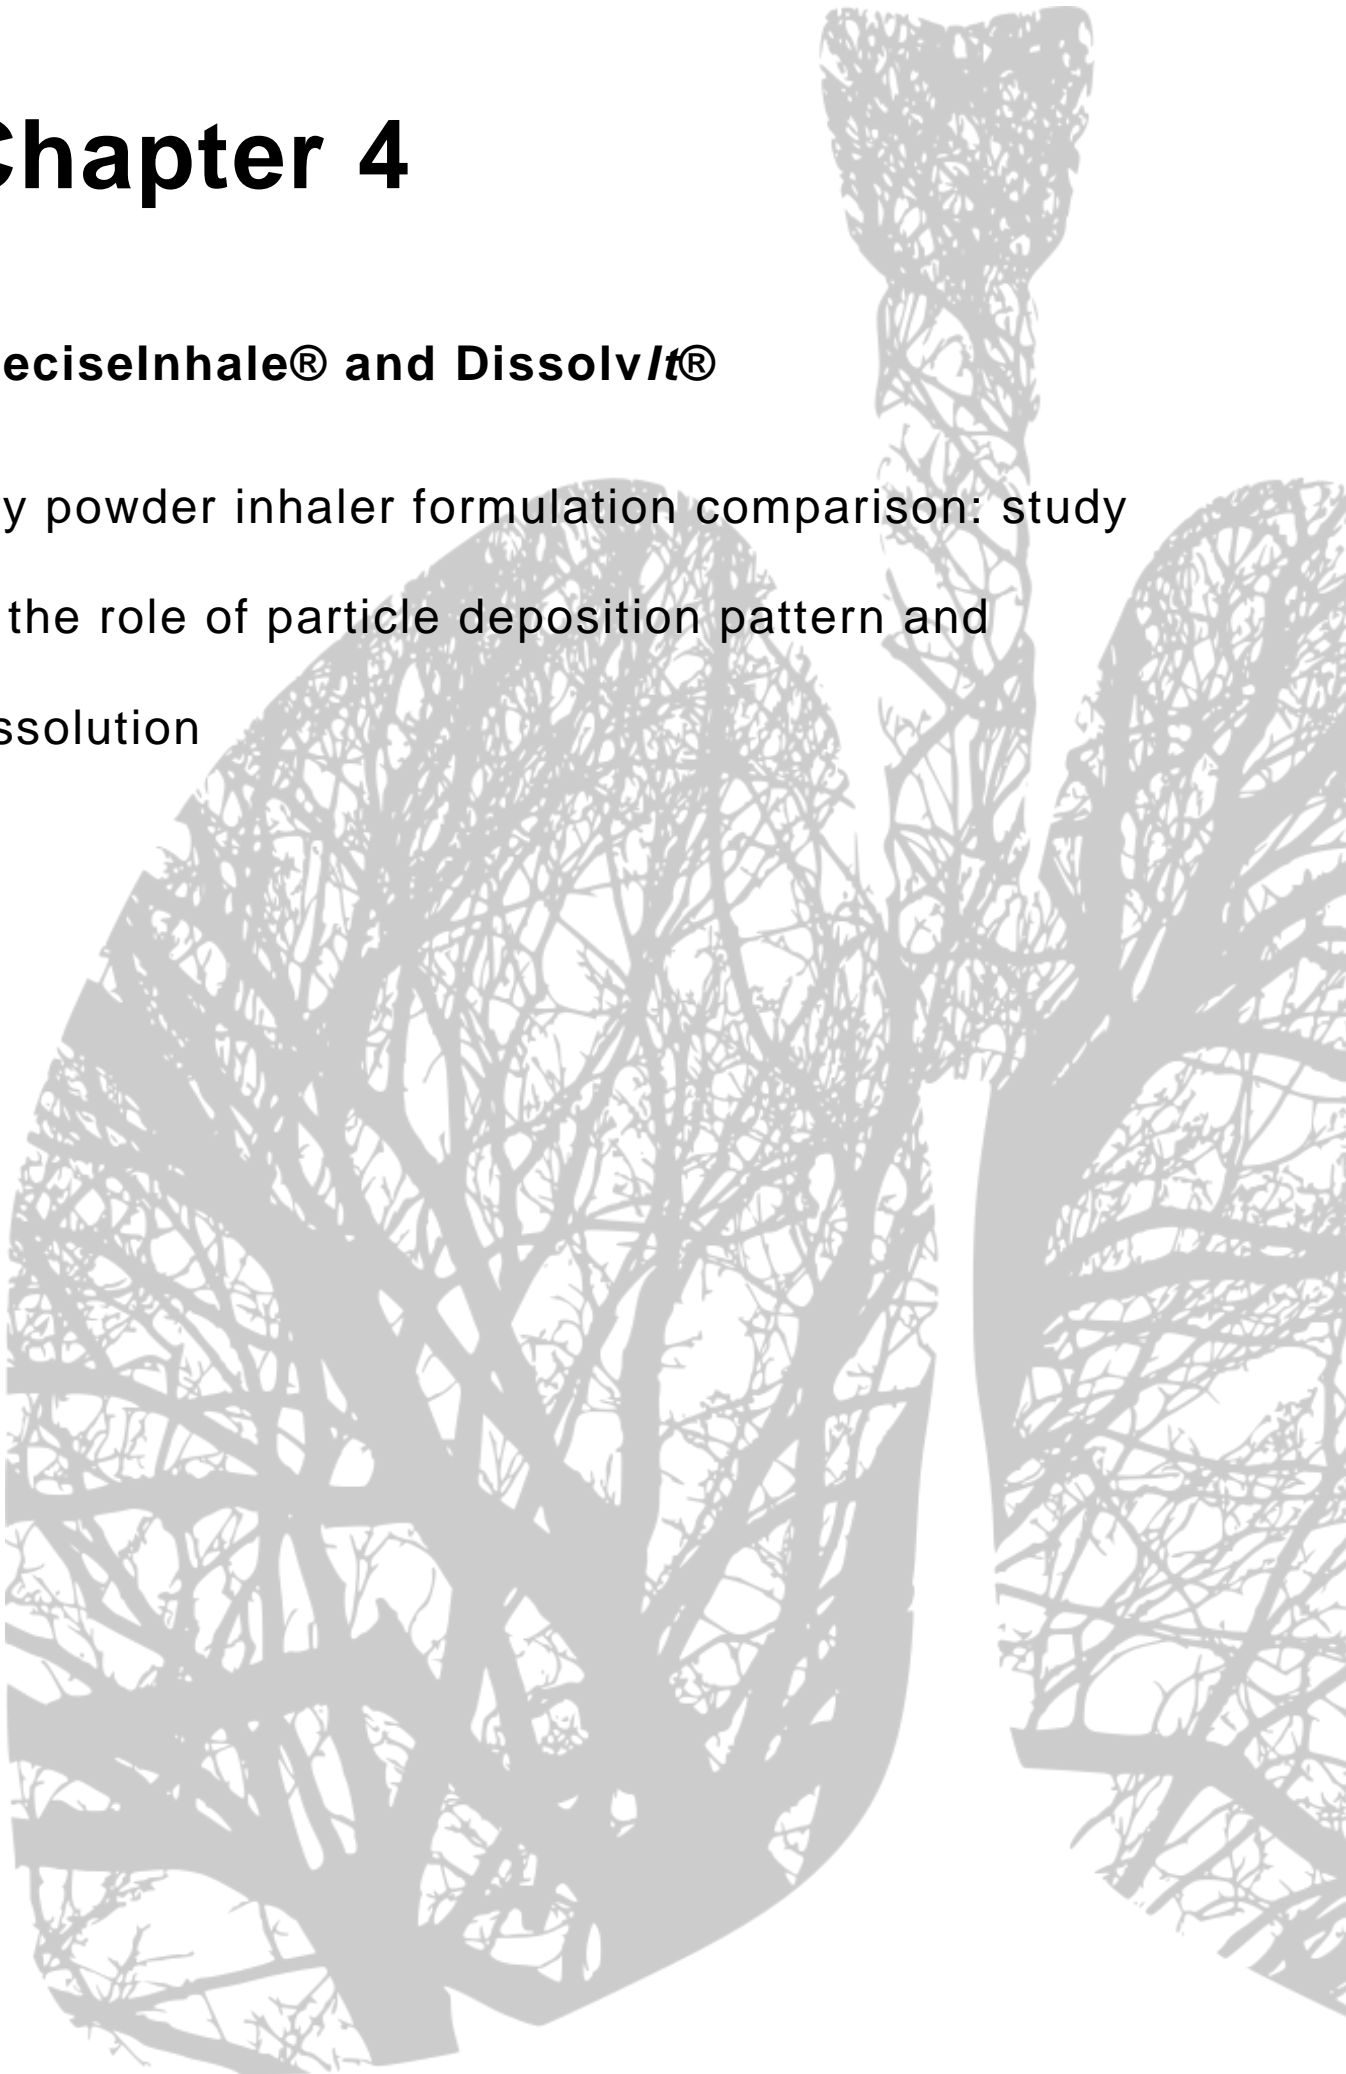 Chapter 4
eciseInhale® and DissolvIt®
y powder inhaler formulation comparison: study
the role of particle deposition pattern and
ssolution